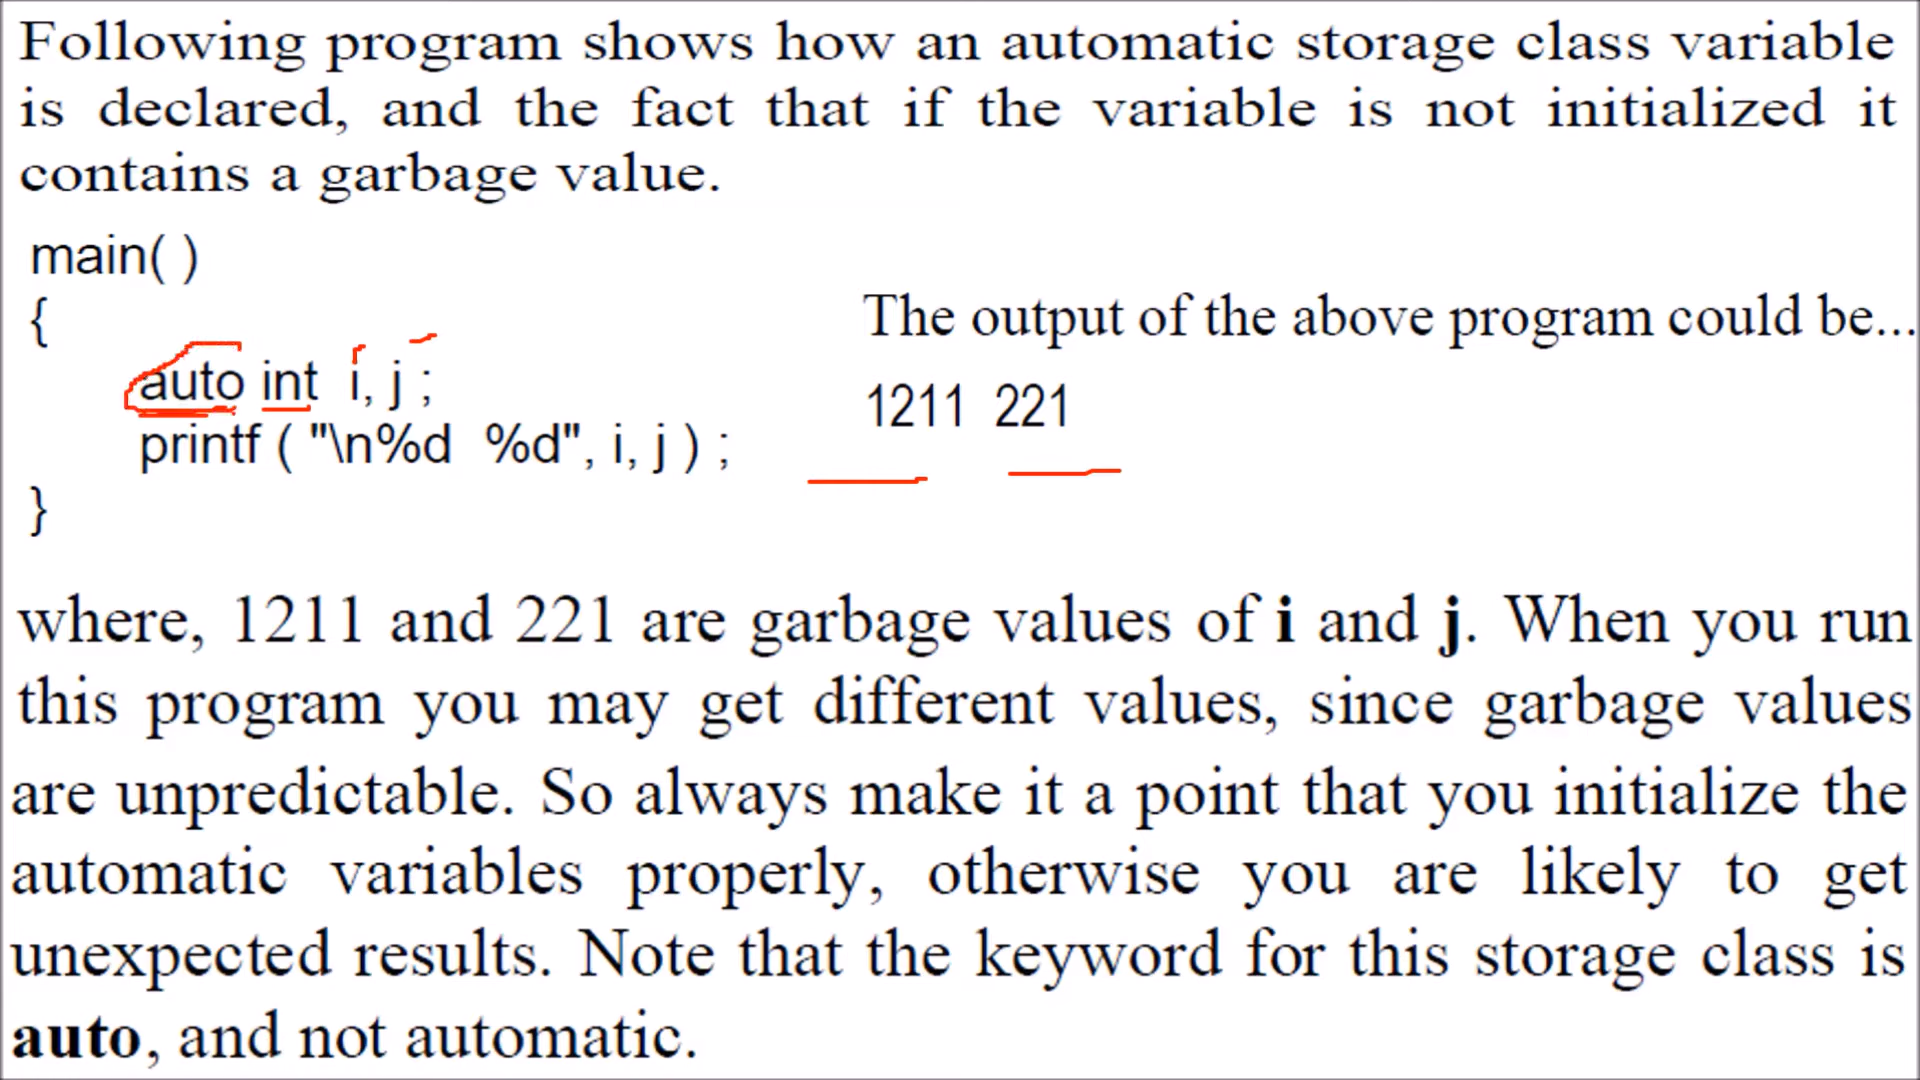 Following program shows how an automatic storage class variable
is declared, and the fact that if the variable is not initialized it
contains a garbage value.
main( )
{
auto int i, j ;
printf ( "\n%d %d", i, j ) ;
}
The output of the above program could be...
1211 221
where, 1211 and 221 are garbage values of i and j. When you run
this program you may get different values, since garbage values
are unpredictable. So always make it a point that you initialize the
automatic variables properly, otherwise you are likely to get
unexpected results. Note that the keyword for this storage class is
auto, and not automatic.